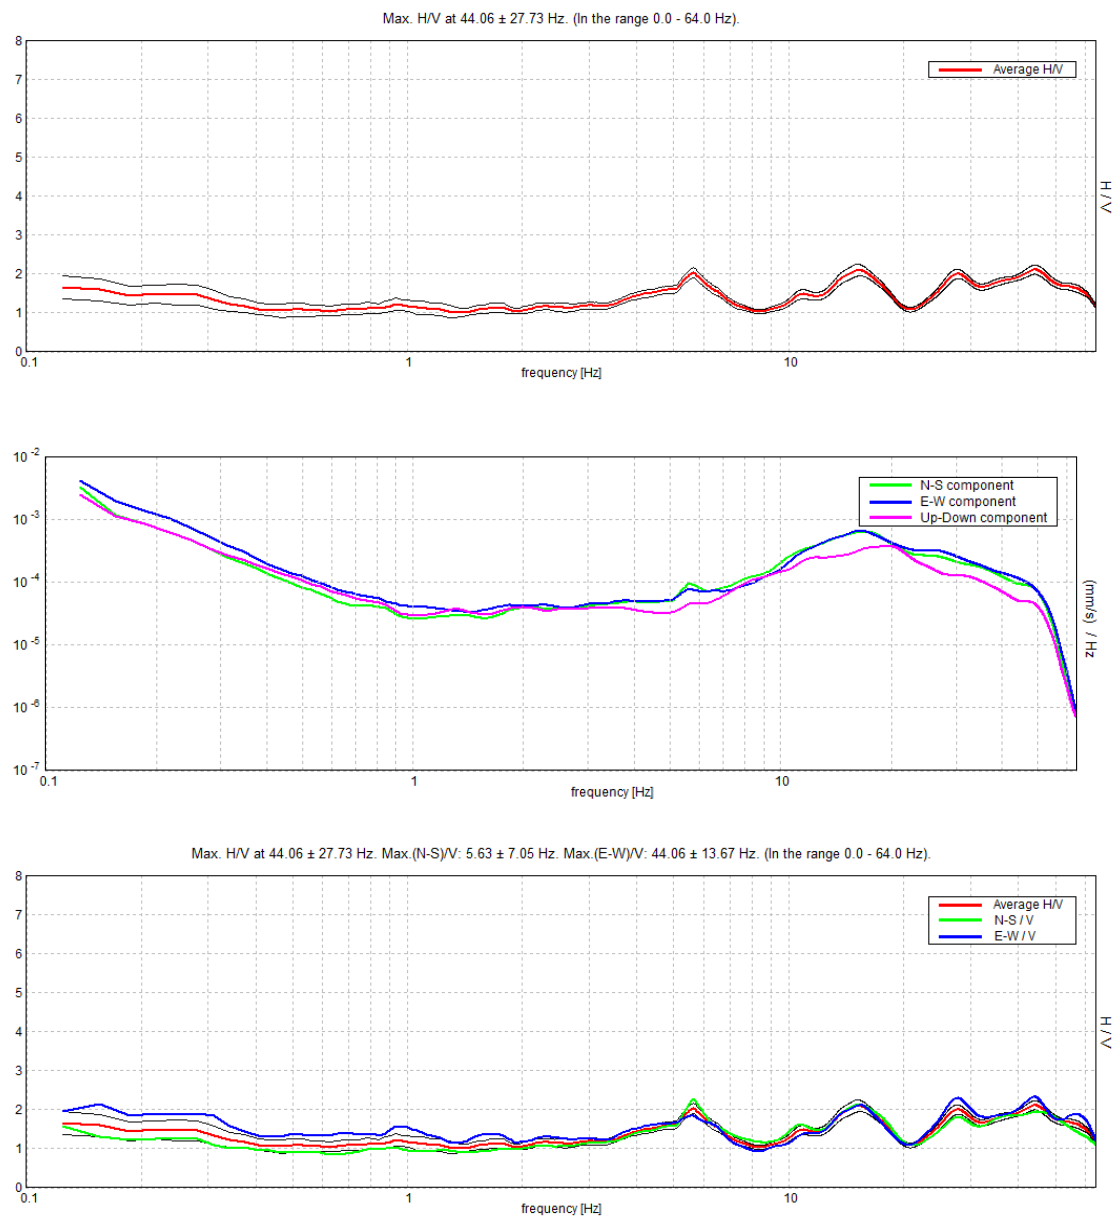 Max. H/V at 44.06 ± 27.73 Hz. (In the range 0.0 - 64.0 Hz).
8
7
6
5
4
3
2
1
0
Average H/V
H / V
0.1
1
10
frequency [Hz]
10 -2
10 -3
10 -4
10 -5
10 -6
10 -7
N-S component
E-W component
Up-Down component
(mm/s) / Hz
0.1
1
10
frequency [Hz]
Max. H/V at 44.06 ± 27.73 Hz. Max.(N-S)/V: 5.63 ± 7.05 Hz. Max.(E-W)/V: 44.06 ± 13.67 Hz. (In the range 0.0 - 64.0 Hz).
8
7
6
5
4
3
2
1
0
Average H/V
N-S / V
E-W / V
H / V
0.1
1
10
frequency [Hz]